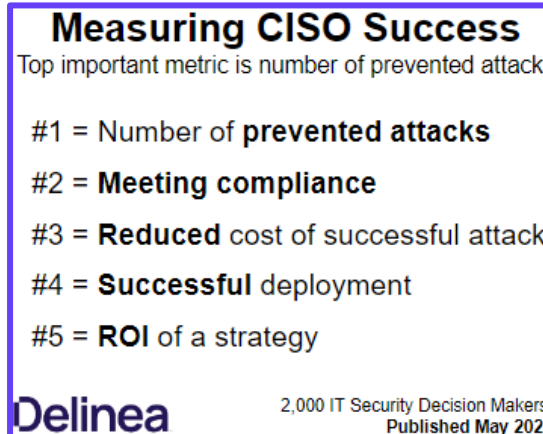 Measuring CISO Success
Top important metric is number of prevented attack
#1 = Number of prevented attacks
#2 = Meeting compliance
#3 = Reduced cost of successful attack
#4 = Successful deployment
#5 = ROI of a strategy
Delinea
2,000 IT Security Decision Makers
Published May 202